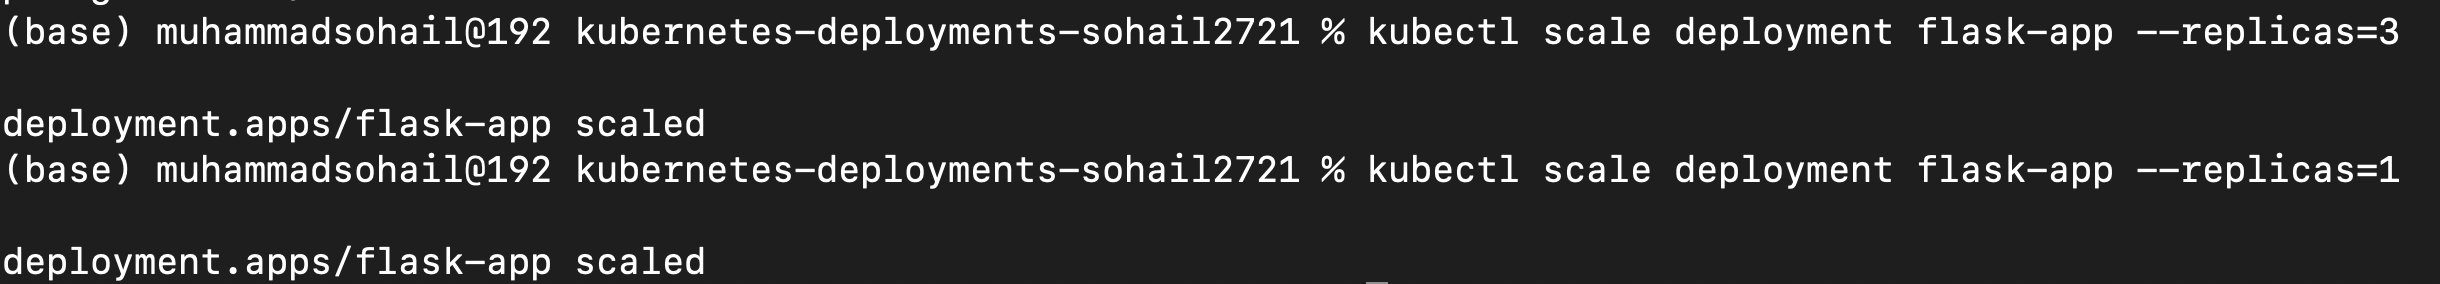 (base) muhammadsohail@192 kubernetes-deployments-sohail2721 % kubectl scale deployment flask-app --replicas=3
deployment.apps/flask-app scaled
(base) muhammadsohail@192 kubernetes-deployments-sohail2721 % kubectl scale deployment flask-app --replicas=1
deployment.apps/flask-app scaled